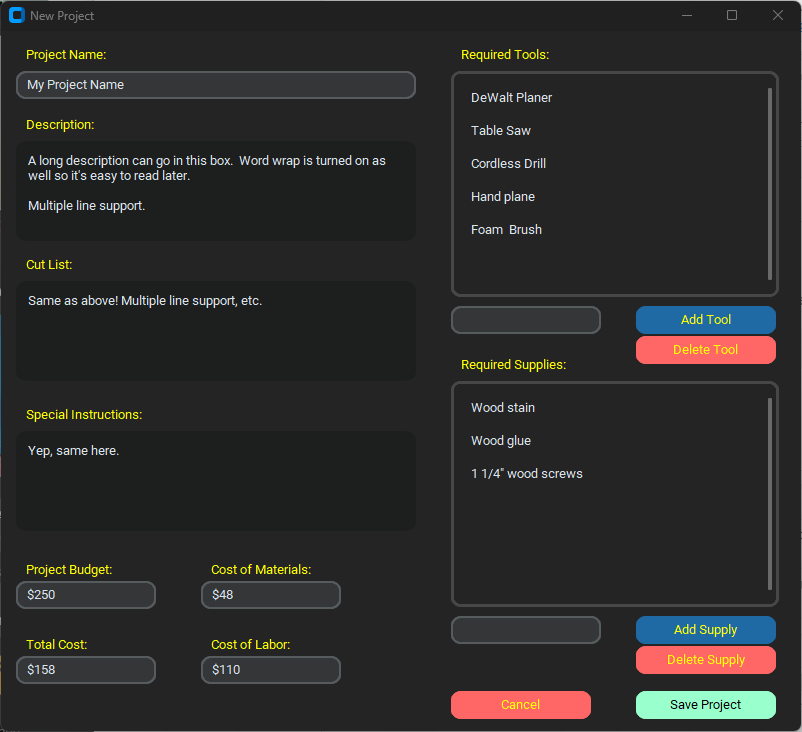 New Project
Project Name:
My Project Name
Description:
A long description can go in this box.  Word wrap is turned on as
well so it's easy to read later.
Multiple line support.
Cut List:
Same as above! Multiple line support, etc.
Special Instructions:
Yep, same here.
Project Budget:
$250
Cost of Materials:
$48
Total Cost:
$158
Cost of Labor:
$110
Required Tools:
DeWalt Planer
Table Saw
Cordless Drill
Hand plane
Foam  Brush
Add Tool
Delete Tool
Required Supplies:
Wood stain
Wood glue
1 1/4" wood screws
Add Supply
Delete Supply
Cancel
Save Project